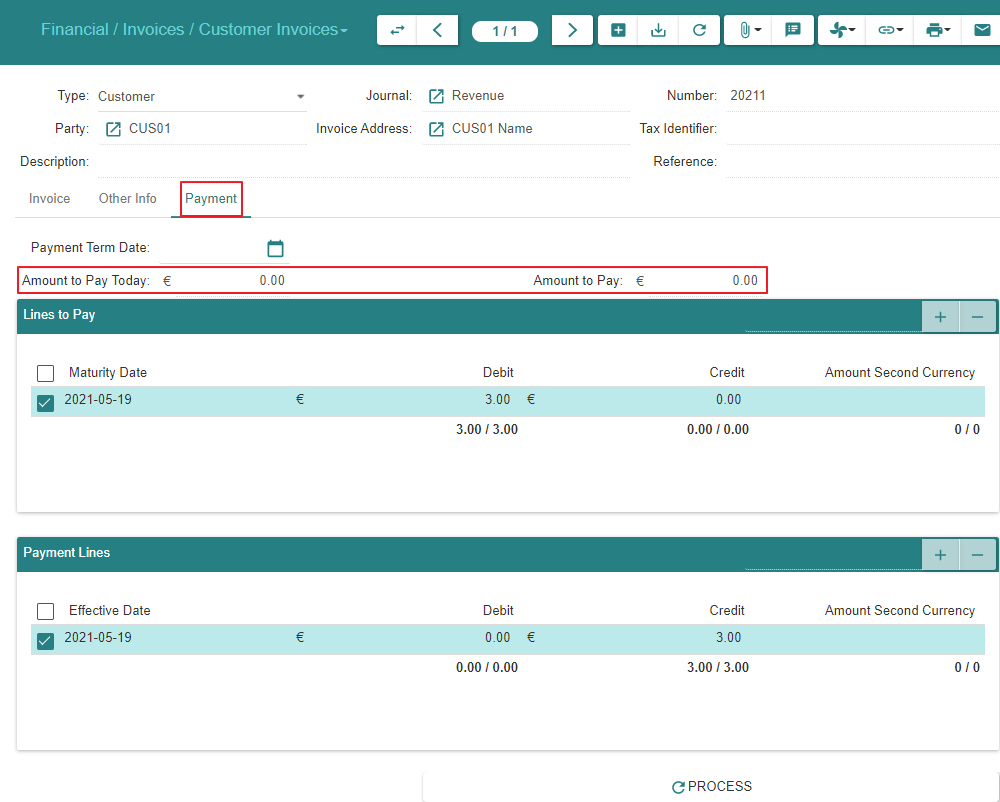 Financial / Invoices / Customer Invoices
1 / 1
Type: Customer Journal: Revenue Number: 20211
Party: CUS01 Invoice Address: CUS01 Name Tax Identifier:
Description: Reference:
Invoice Other Info Payment
Payment Term Date:
Amount to Pay Today: € 0.00 Amount to Pay: € 0.00
Lines to Pay
Maturity Date Debit Credit Amount Second Currency
2021-05-19 € 3.00 € 0.00
3.00 / 3.00 0.00 / 0.00 0 / 0
Payment Lines
Effective Date Debit Credit Amount Second Currency
2021-05-19 € 0.00 € 3.00
0.00 / 0.00 3.00 / 3.00 0 / 0
PROCESS